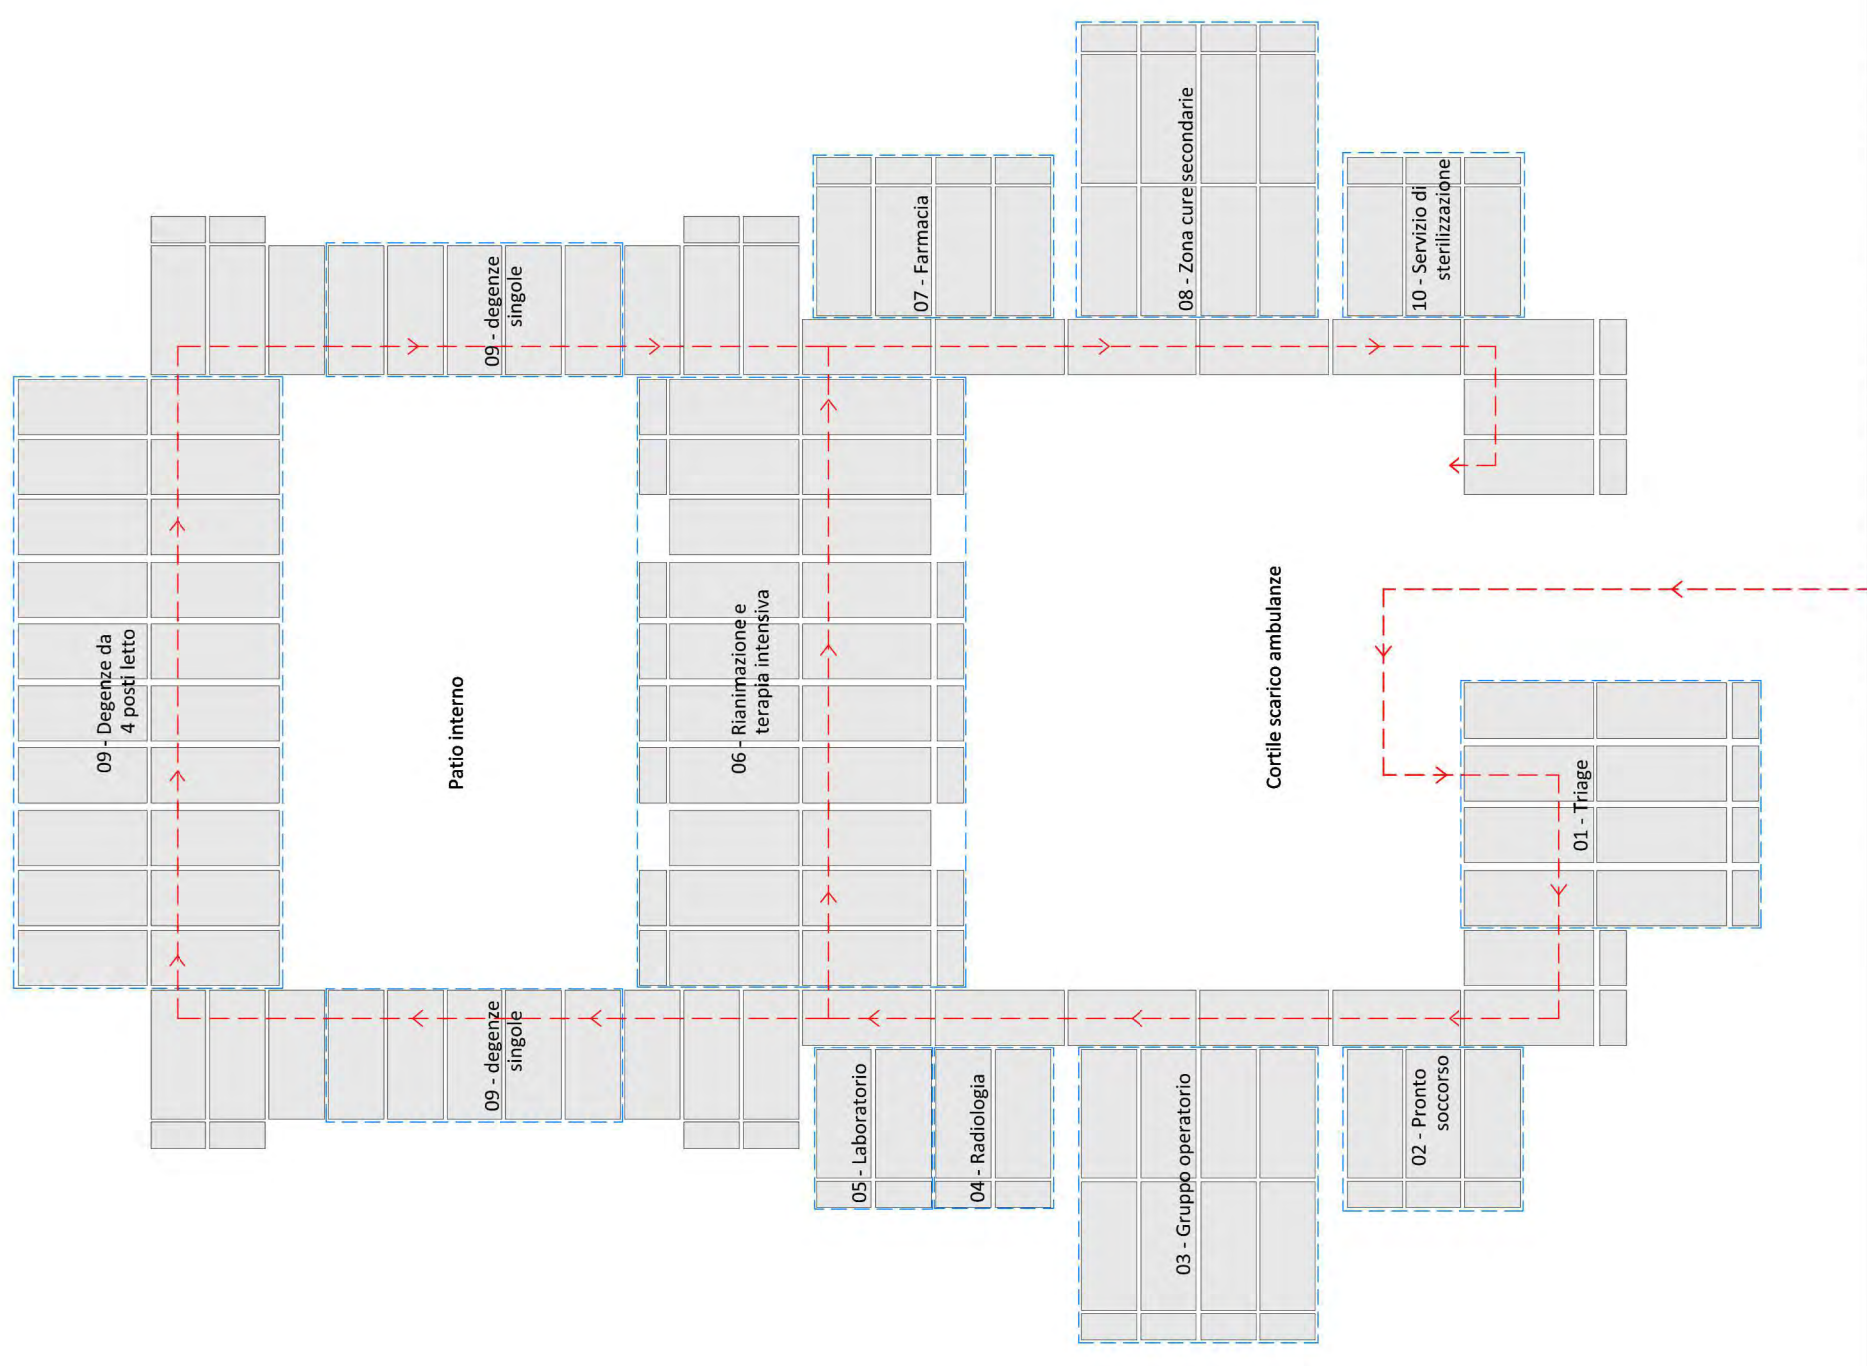 09 - Degenze da
4 posti letto
09 - degenze
singole
09 - degenze
singole
Patio interno
06 - Rianimazione e
terapia intensiva
05 - Laboratorio
07 - Farmacia
04 - Radiologia
03 - Gruppo operatorio
08 - Zona cure secondarie
Cortile scarico ambulanze
02 - Pronto
soccorso
10 - Servizio di
sterilizzazione
01 - Triage